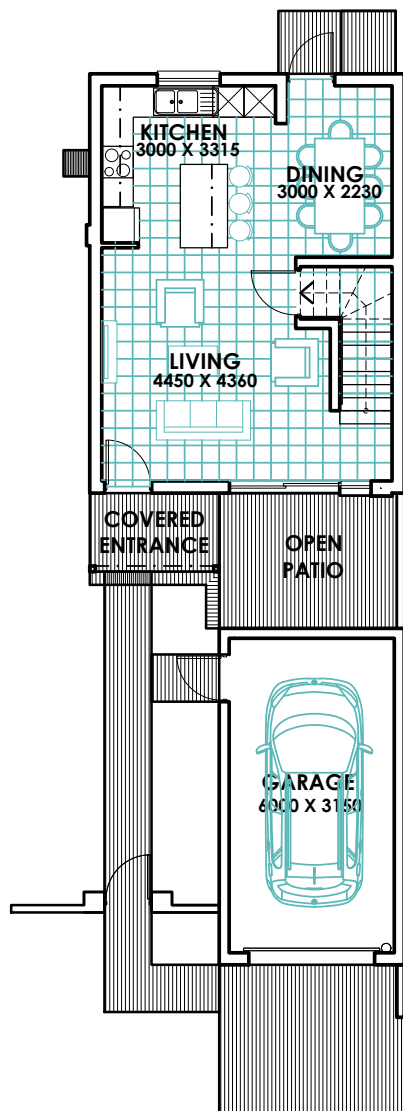 KITCHEN
3000 X 3315
DINING
3000 X 2230
LIVING
4450 X 4360
COVERED
ENTRANCE
OPEN
PATIO
GARAGE
6000 X 3150